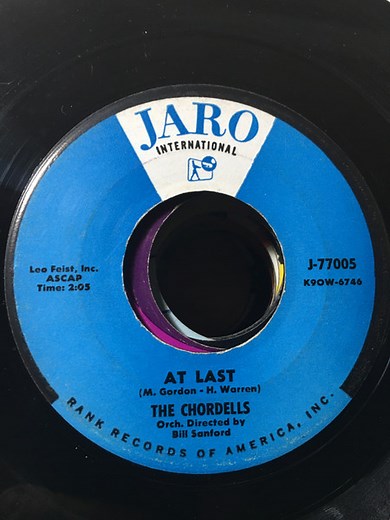 JARO
INTERNATIONAL
Leo Feist, Inc.
ASCAP
Time: 2:05
J-77005
K9OW-6746
AT LAST
(M. Gordon - H. Warren)
THE CHORDELLS
Orch. Directed by
Bill Sanford
RANK RECORDS OF AMERICA, INC.